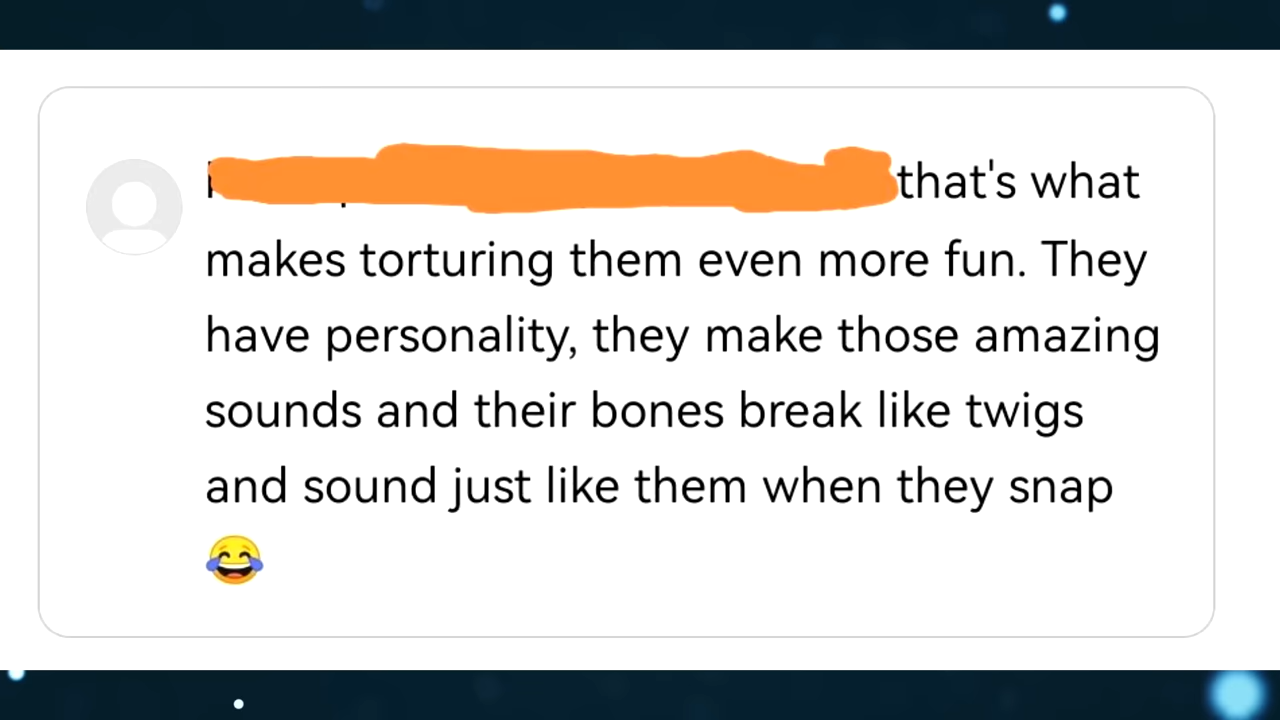 that's what
makes torturing them even more fun. They
have personality, they make those amazing
sounds and their bones break like twigs
and sound just like them when they snap
😂